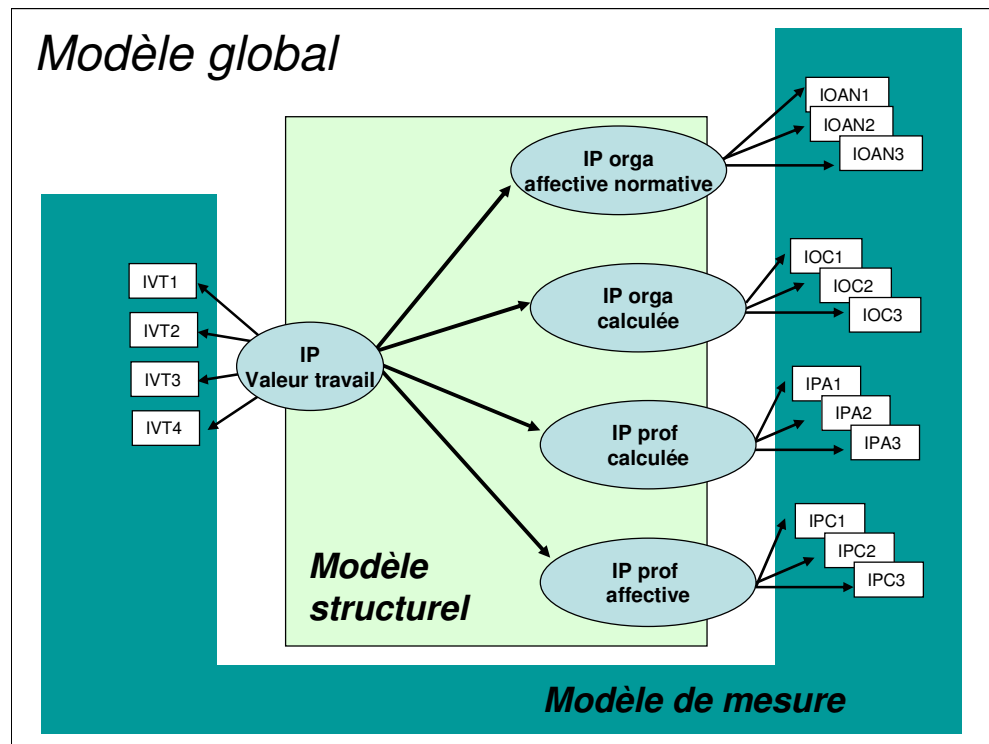 Modèle global
IOAN1
IOAN2
IOAN3
IP orga
affective normative
IVT1
IVT2
IVT3
IVT4
IP
Valeur travail
IP orga
calculée
IOC1
IOC2
IOC3
IP prof
calculée
IPA1
IPA2
IPA3
IP prof
affective
IPC1
IPC2
IPC3
Modèle
structurel
Modèle de mesure